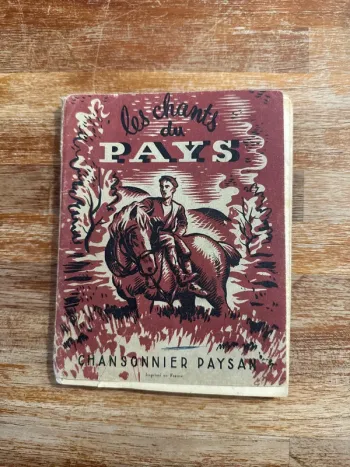 les chants
du
PAYS
CHANSONNIER PAYSAN
Imprimé en France